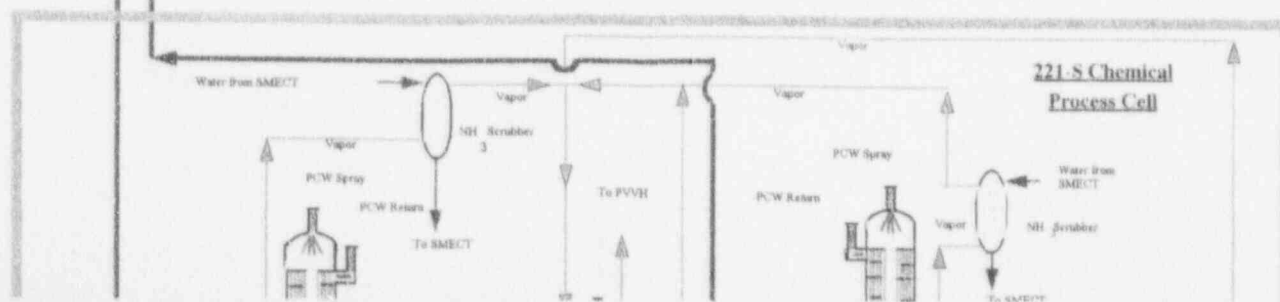 Vapor
221-S Chemical
Process Cell
Water from SMECT
Vapor
Vapor
NH Scrubber
3
Vapor
PCW Spray
PCW Spray
Water from
SMECT
PCW Return
To PVVH
PCW Return
Vapor
NH Scrubber
3
To SMECT
To SMECT